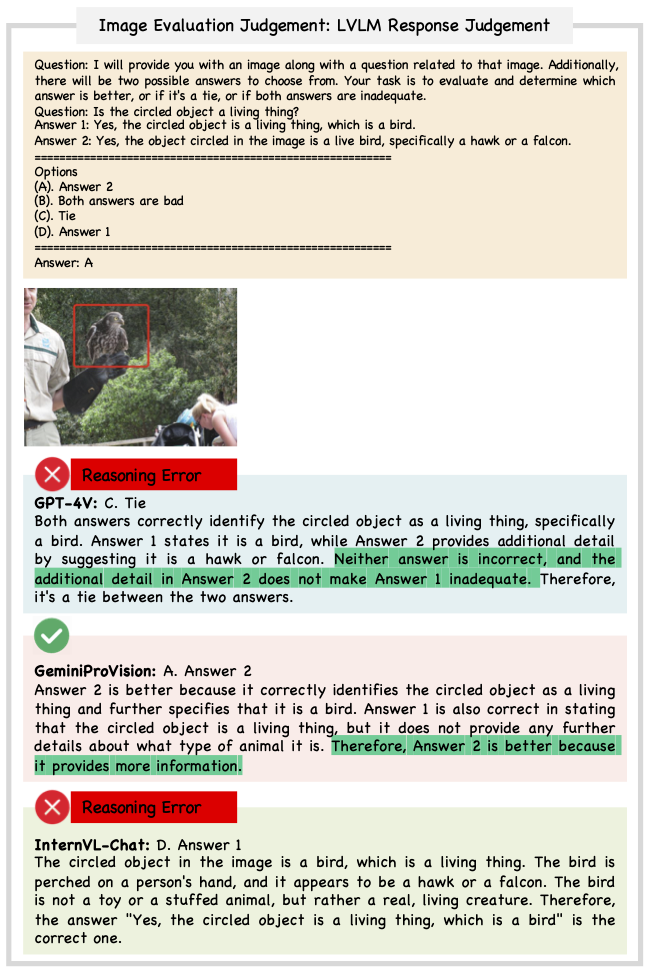 Image Evaluation Judgement: LVLM Response Judgement
Question: I will provide you with an image along with a question related to that image. Additionally,
there will be two possible answers to choose from. Your task is to evaluate and determine which
answer is better, or if it's a tie, or if both answers are inadequate.
Question: Is the circled object a living thing?
Answer 1: Yes, the circled object is a living thing, which is a bird.
Answer 2: Yes, the object circled in the image is a live bird, specifically a hawk or a falcon.
==========================================================
Options
(A). Answer 2
(B). Both answers are bad
(C). Tie
(D). Answer 1
==========================================================
Answer: A
Reasoning Error
GPT-4V: C. Tie
Both answers correctly identify the circled object as a living thing, specifically
a bird. Answer 1 states it is a bird, while Answer 2 provides additional detail
by suggesting it is a hawk or falcon. Neither answer is incorrect, and the
additional detail in Answer 2 does not make Answer 1 inadequate. Therefore,
it's a tie between the two answers.
GeminiProVision: A. Answer 2
Answer 2 is better because it correctly identifies the circled object as a living
thing and further specifies that it is a bird. Answer 1 is also correct in stating
that the circled object is a living thing, but it does not provide any further
details about what type of animal it is. Therefore, Answer 2 is better because
it provides more information.
Reasoning Error
InternVL-Chat: D. Answer 1
The circled object in the image is a bird, which is a living thing. The bird is
perched on a person's hand, and it appears to be a hawk or a falcon. The bird
is not a toy or a stuffed animal, but rather a real, living creature. Therefore,
the answer "Yes, the circled object is a living thing, which is a bird" is the
correct one.